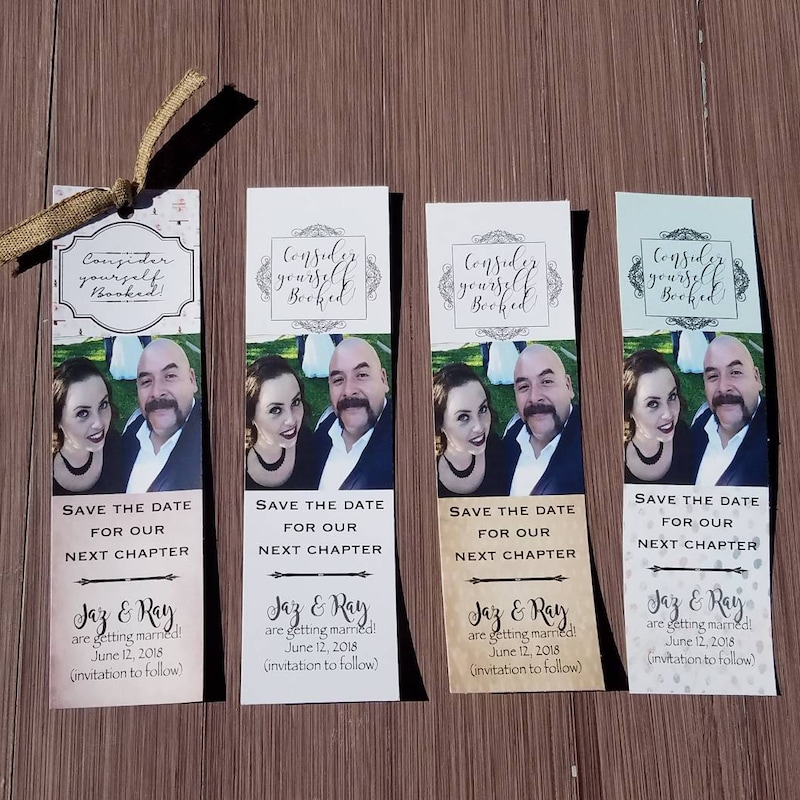 Consider
yourself
Booked!
SAVE THE DATE
FOR OUR
NEXT CHAPTER
Jaz & Ray
are getting married!
June 12, 2018
(invitation to follow)
Consider
yourself
Booked
SAVE THE DATE
FOR OUR
NEXT CHAPTER
Jaz & Ray
are getting married!
June 12, 2018
(invitation to follow)
Consider
yourself
Booked
SAVE THE DATE
FOR OUR
NEXT CHAPTER
Jaz & Ray
are getting married!
June 12, 2018
(invitation to follow)
Consider
yourself
Booked
SAVE THE DATE
FOR OUR
NEXT CHAPTER
Jaz & Ray
are getting married!
June 12, 2018
(invitation to follow)